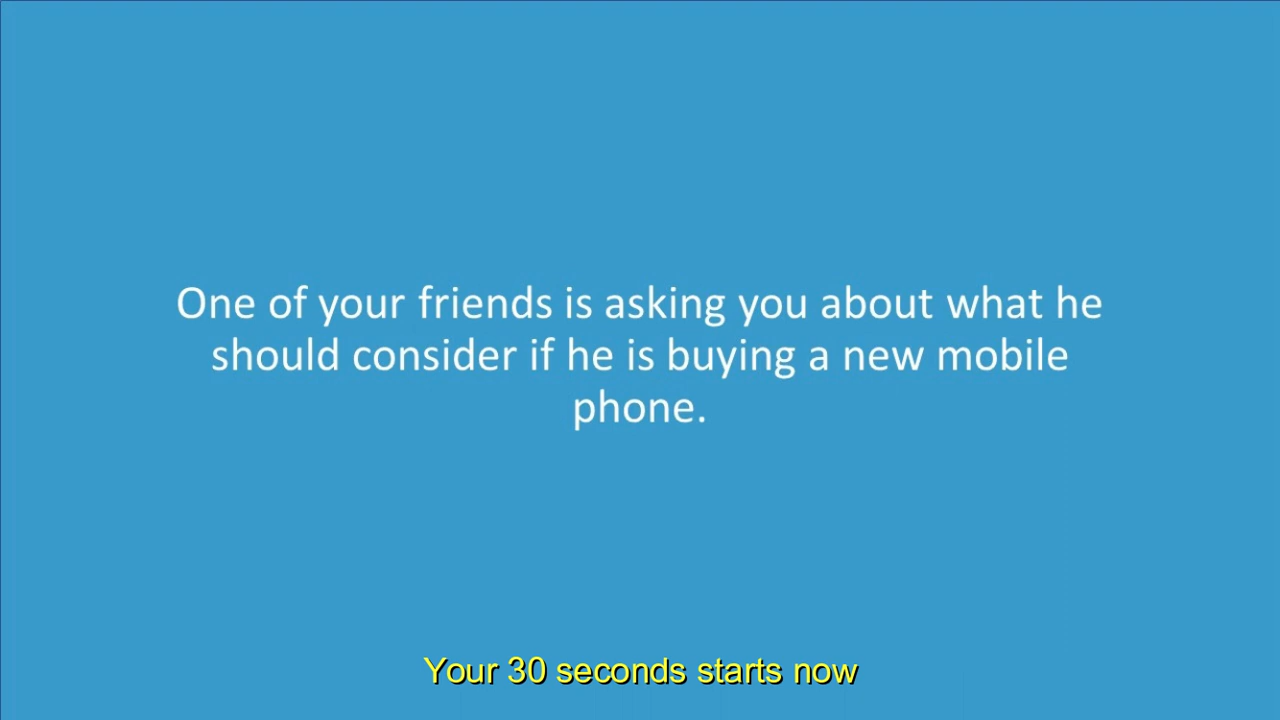 One of your friends is asking you about what he
should consider if he is buying a new mobile
phone.
Your 30 seconds starts now